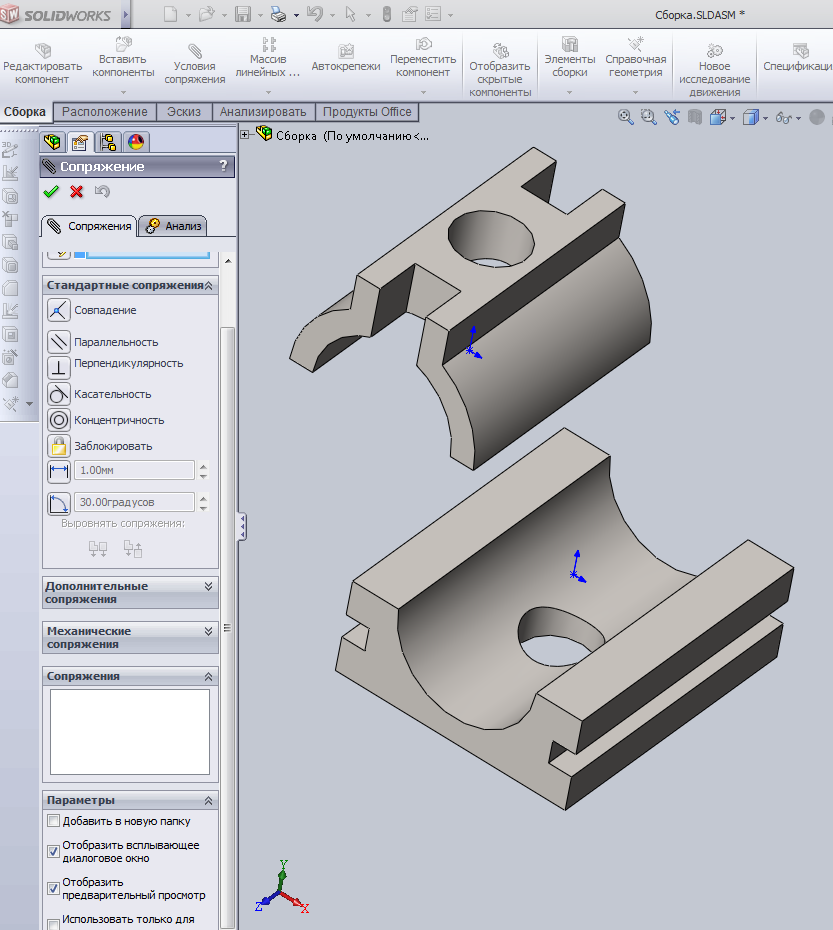 SOLIDWORKS
Сборка.SLDASM *
Редактировать компонент
Вставить компоненты
Условия сопряжения
Массив линейных ...
Автокрепежи
Переместить компонент
Отобразить скрытые компоненты
Элементы сборки
Справочная геометрия
Новое исследование движения
Спецификаци
Сборка
Расположение
Эскиз
Анализировать
Продукты Office
Сборка (По умолчанию<...
Сопряжение
?
Сопряжения
Анализ
Стандартные сопряжения
Совпадение
Параллельность
Перпендикулярность
Касательность
Концентричность
Заблокировать
1.00мм
30.00градусов
Выровнять сопряжения:
Дополнительные
сопряжения
Механические
сопряжения
Сопряжения
Параметры
Добавить в новую папку
Отобразить всплывающее
диалоговое окно
Отобразить
предварительный просмотр
Использовать только для
Y
Z
X